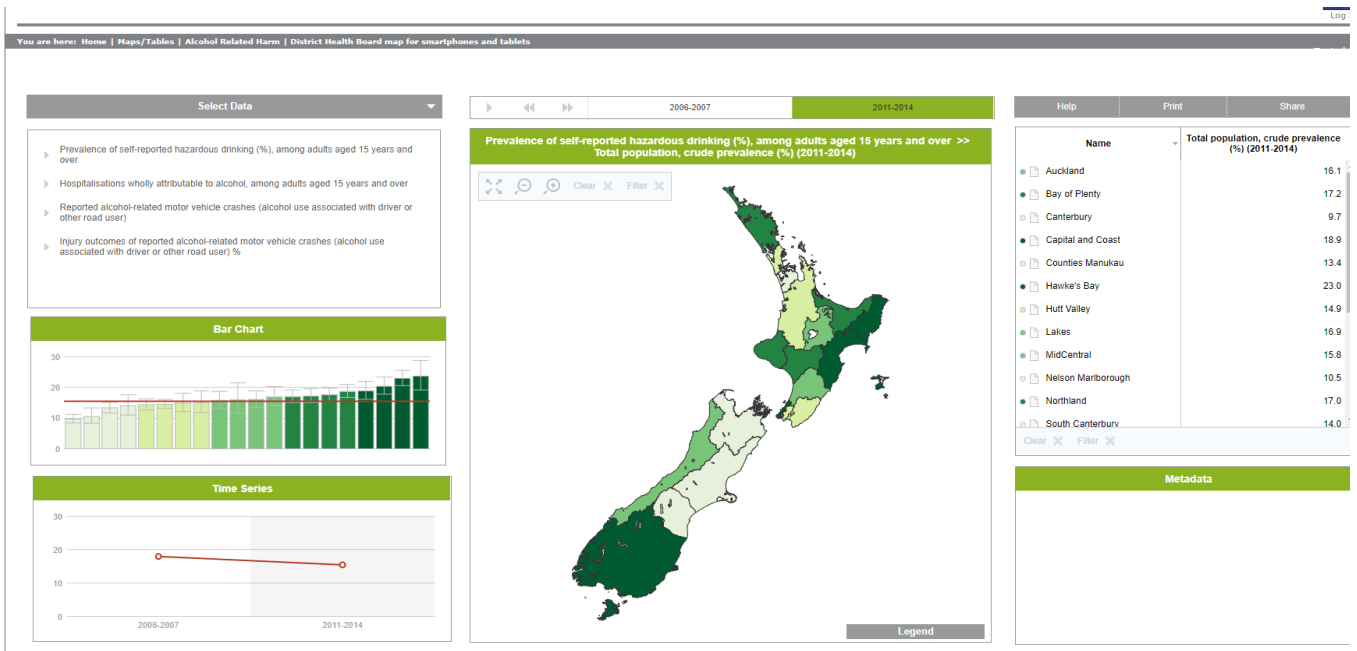 Log
You are here: Home | Maps/Tables | Alcohol Related Harm | District Health Board map for smartphones and tablets
Select Data
Prevalence of self-reported hazardous drinking (%), among adults aged 15 years and
over
Hospitalisations wholly attributable to alcohol, among adults aged 15 years and over
Reported alcohol-related motor vehicle crashes (alcohol use associated with driver or
other road user)
Injury outcomes of reported alcohol-related motor vehicle crashes (alcohol use
associated with driver or other road user) %
Bar Chart
30
20
10
0
Time Series
30
20
10
0
2006-2007 2011-2014
2006-2007 2011-2014
Prevalence of self-reported hazardous drinking (%), among adults aged 15 years and over >>
Total population, crude prevalence (%) (2011-2014)
Clear Filter
Legend
Help Print Share
Name Total population, crude prevalence
(%) (2011-2014)
Auckland 16.1
Bay of Plenty 17.2
Canterbury 9.7
Capital and Coast 18.9
Counties Manukau 13.4
Hawke's Bay 23.0
Hutt Valley 14.9
Lakes 16.9
MidCentral 15.8
Nelson Marlborough 10.5
Northland 17.0
South Canterbury 14.0
Clear Filter
Metadata